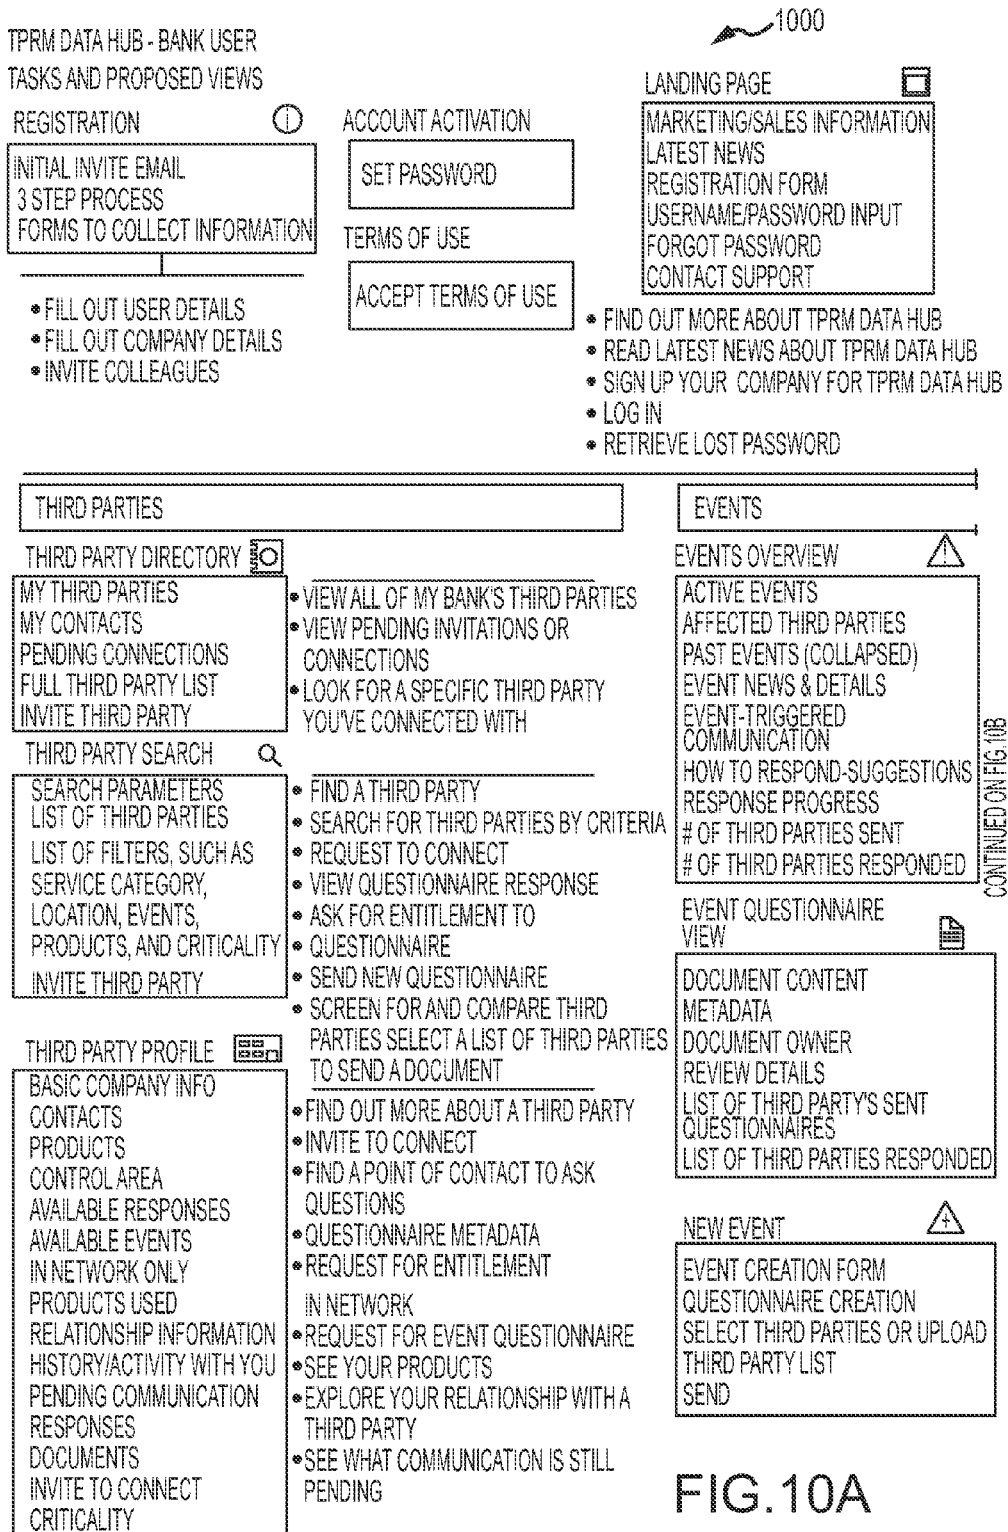 1000
TPRM DATA HUB - BANK USER
TASKS AND PROPOSED VIEWS
REGISTRATION
INITIAL INVITE EMAIL
3 STEP PROCESS
FORMS TO COLLECT INFORMATION
• FILL OUT USER DETAILS
• FILL OUT COMPANY DETAILS
• INVITE COLLEAGUES
ACCOUNT ACTIVATION
SET PASSWORD
TERMS OF USE
ACCEPT TERMS OF USE
LANDING PAGE
MARKETING/SALES INFORMATION
LATEST NEWS
REGISTRATION FORM
USERNAME/PASSWORD INPUT
FORGOT PASSWORD
CONTACT SUPPORT
• FIND OUT MORE ABOUT TPRM DATA HUB
• READ LATEST NEWS ABOUT TPRM DATA HUB
• SIGN UP YOUR COMPANY FOR TPRM DATA HUB
• LOG IN
• RETRIEVE LOST PASSWORD
THIRD PARTIES
THIRD PARTY DIRECTORY
MY THIRD PARTIES
MY CONTACTS
PENDING CONNECTIONS
FULL THIRD PARTY LIST
INVITE THIRD PARTY
• VIEW ALL OF MY BANK'S THIRD PARTIES
• VIEW PENDING INVITATIONS OR
CONNECTIONS
• LOOK FOR A SPECIFIC THIRD PARTY
YOU'VE CONNECTED WITH
THIRD PARTY SEARCH
SEARCH PARAMETERS
LIST OF THIRD PARTIES
LIST OF FILTERS, SUCH AS
SERVICE CATEGORY,
LOCATION, EVENTS,
PRODUCTS, AND CRITICALITY
INVITE THIRD PARTY
• FIND A THIRD PARTY
• SEARCH FOR THIRD PARTIES BY CRITERIA
• REQUEST TO CONNECT
• VIEW QUESTIONNAIRE RESPONSE
• ASK FOR ENTITLEMENT TO
• QUESTIONNAIRE
• SEND NEW QUESTIONNAIRE
• SCREEN FOR AND COMPARE THIRD
PARTIES SELECT A LIST OF THIRD PARTIES
TO SEND A DOCUMENT
THIRD PARTY PROFILE
BASIC COMPANY INFO
CONTACTS
PRODUCTS
CONTROL AREA
AVAILABLE RESPONSES
AVAILABLE EVENTS
IN NETWORK ONLY
PRODUCTS USED
RELATIONSHIP INFORMATION
HISTORY/ACTIVITY WITH YOU
PENDING COMMUNICATION
RESPONSES
DOCUMENTS
INVITE TO CONNECT
CRITICALITY
• FIND OUT MORE ABOUT A THIRD PARTY
• INVITE TO CONNECT
• FIND A POINT OF CONTACT TO ASK
QUESTIONS
• QUESTIONNAIRE METADATA
• REQUEST FOR ENTITLEMENT
IN NETWORK
• REQUEST FOR EVENT QUESTIONNAIRE
• SEE YOUR PRODUCTS
• EXPLORE YOUR RELATIONSHIP WITH A
THIRD PARTY
• SEE WHAT COMMUNICATION IS STILL
PENDING
EVENTS
EVENTS OVERVIEW
ACTIVE EVENTS
AFFECTED THIRD PARTIES
PAST EVENTS (COLLAPSED)
EVENT NEWS & DETAILS
EVENT-TRIGGERED
COMMUNICATION
HOW TO RESPOND-SUGGESTIONS
RESPONSE PROGRESS
# OF THIRD PARTIES SENT
# OF THIRD PARTIES RESPONDED
CONTINUED ON FIG.10B
EVENT QUESTIONNAIRE
VIEW
DOCUMENT CONTENT
METADATA
DOCUMENT OWNER
REVIEW DETAILS
LIST OF THIRD PARTY'S SENT
QUESTIONNAIRES
LIST OF THIRD PARTIES RESPONDED
NEW EVENT
EVENT CREATION FORM
QUESTIONNAIRE CREATION
SELECT THIRD PARTIES OR UPLOAD
THIRD PARTY LIST
SEND
FIG.10A